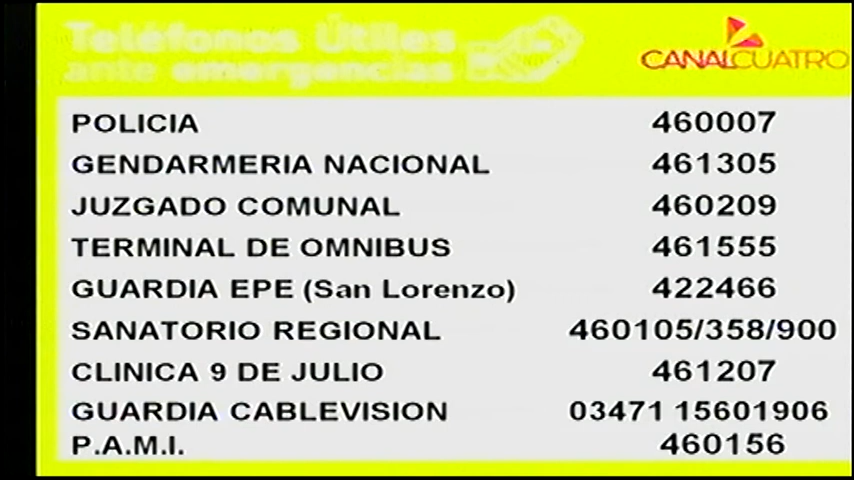 Teléfonos Útiles
ante emergencias
CANALCUATRO
POLICIA 460007
GENDARMERIA NACIONAL 461305
JUZGADO COMUNAL 460209
TERMINAL DE OMNIBUS 461555
GUARDIA EPE (San Lorenzo) 422466
SANATORIO REGIONAL 460105/358/900
CLINICA 9 DE JULIO 461207
GUARDIA CABLEVISION 03471 15601906
P.A.M.I. 460156